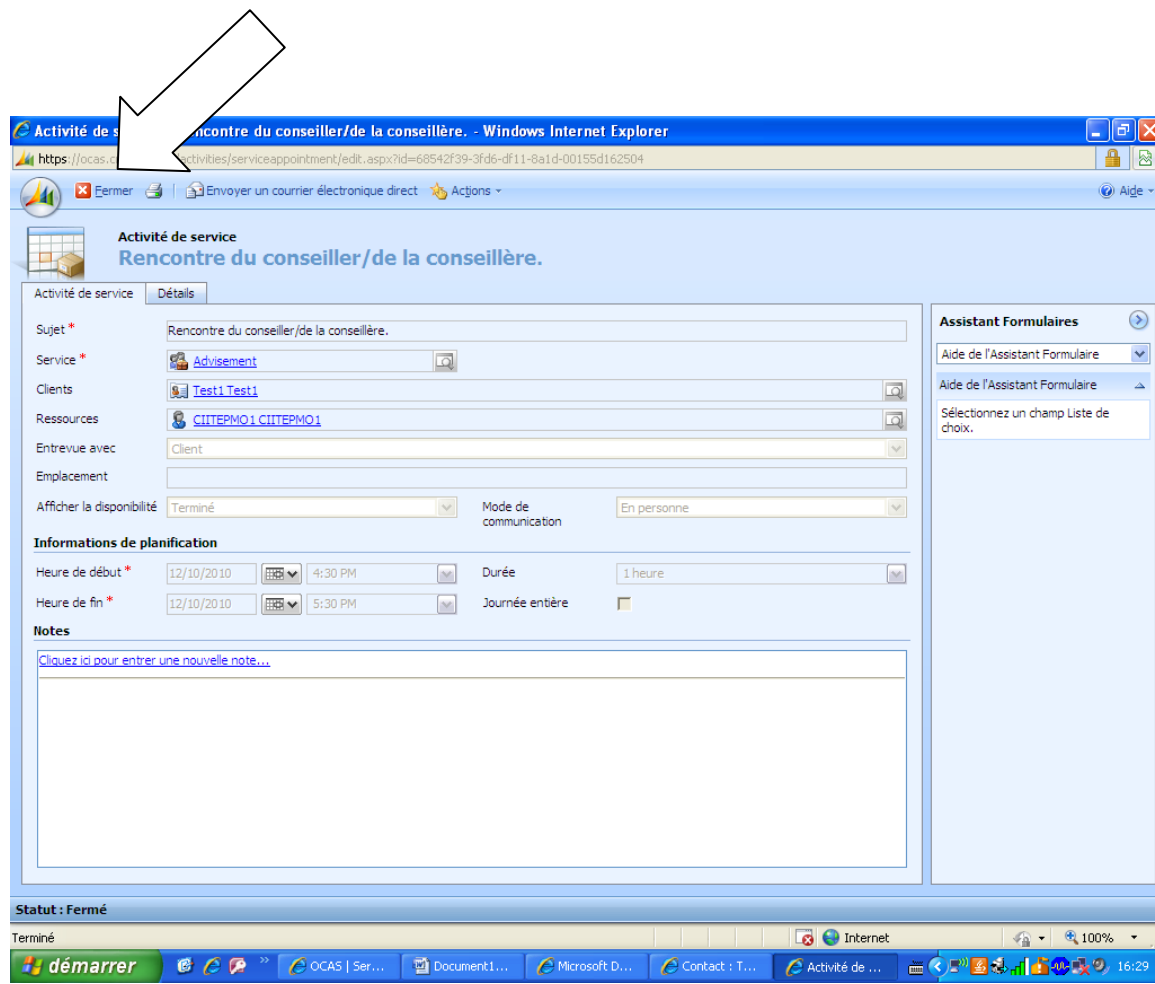 Activité de s ncontre du conseiller/de la conseillère. - Windows Internet Explorer
https://ocas.c activities/serviceappointment/edit.aspx?id=68542f39-3fd6-df11-8a1d-00155d162504
Fermer Envoyer un courrier électronique direct Actions Aide
Activité de service
Rencontre du conseiller/de la conseillère.
Activité de service Détails
Sujet * Rencontre du conseiller/de la conseillère.
Service * Advisement
Clients Test1 Test1
Ressources CIITEPMO1 CIITEPMO1
Entrevue avec Client
Emplacement
Afficher la disponibilité Terminé Mode de communication En personne
Informations de planification
Heure de début * 12/10/2010 4:30 PM Durée 1 heure
Heure de fin * 12/10/2010 5:30 PM Journée entière
Notes
Cliquez ici pour entrer une nouvelle note...
Assistant Formulaires
Aide de l'Assistant Formulaire
Aide de l'Assistant Formulaire
Sélectionnez un champ Liste de
choix.
Statut : Fermé
Terminé Internet 100%
démarrer OCAS | Ser... Document1... Microsoft D... Contact : T... Activité de ... 16:29